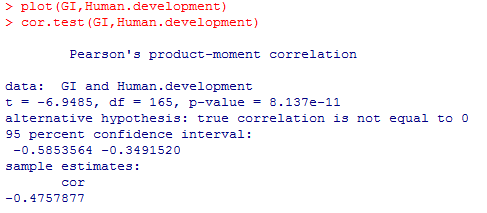 > plot(GI,Human.development)
> cor.test(GI,Human.development)
Pearson's product-moment correlation
data:  GI and Human.development
t = -6.9485, df = 165, p-value = 8.137e-11
alternative hypothesis: true correlation is not equal to 0
95 percent confidence interval:
-0.5853564 -0.3491520
sample estimates:
cor
-0.4757877